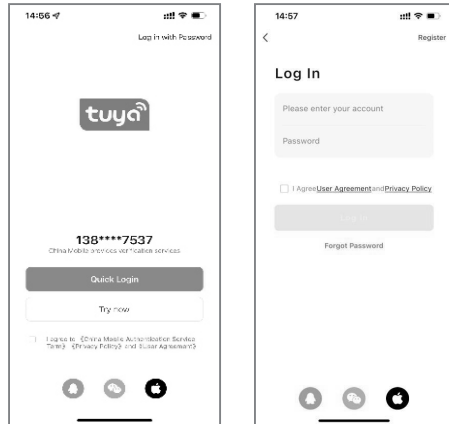 14:56
Log in with Password
tuya
138****7537
China Mobile provides verification services
Quick Login
Try now
I agree to 《China Mobile Authentication Service
Term》 《Privacy Policy》 and 《User Agreement》
14:57
Register
Log In
Please enter your account
Password
I Agree User Agreement and Privacy Policy
Log In
Forgot Password